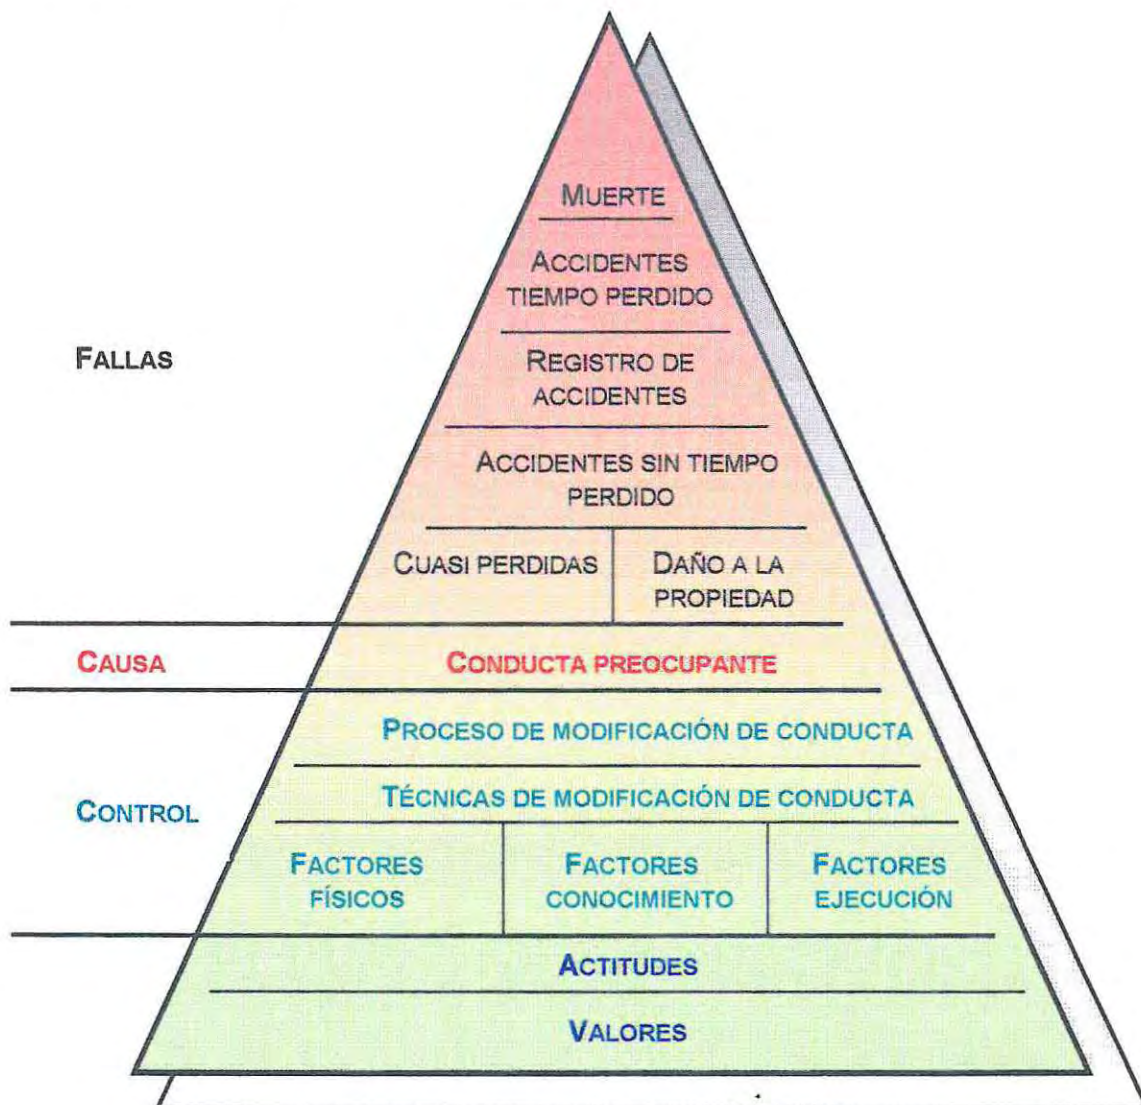 MUERTE
ACCIDENTES
TIEMPO PERDIDO
FALLAS
REGISTRO DE
ACCIDENTES
ACCIDENTES SIN TIEMPO
PERDIDO
CUASI PERDIDAS
DAÑO A LA
PROPIEDAD
CAUSA
CONDUCTA PREOCUPANTE
PROCESO DE MODIFICACIÓN DE CONDUCTA
CONTROL
TÉCNICAS DE MODIFICACIÓN DE CONDUCTA
FACTORES
FÍSICOS
FACTORES
CONOCIMIENTO
FACTORES
EJECUCIÓN
ACTITUDES
VALORES